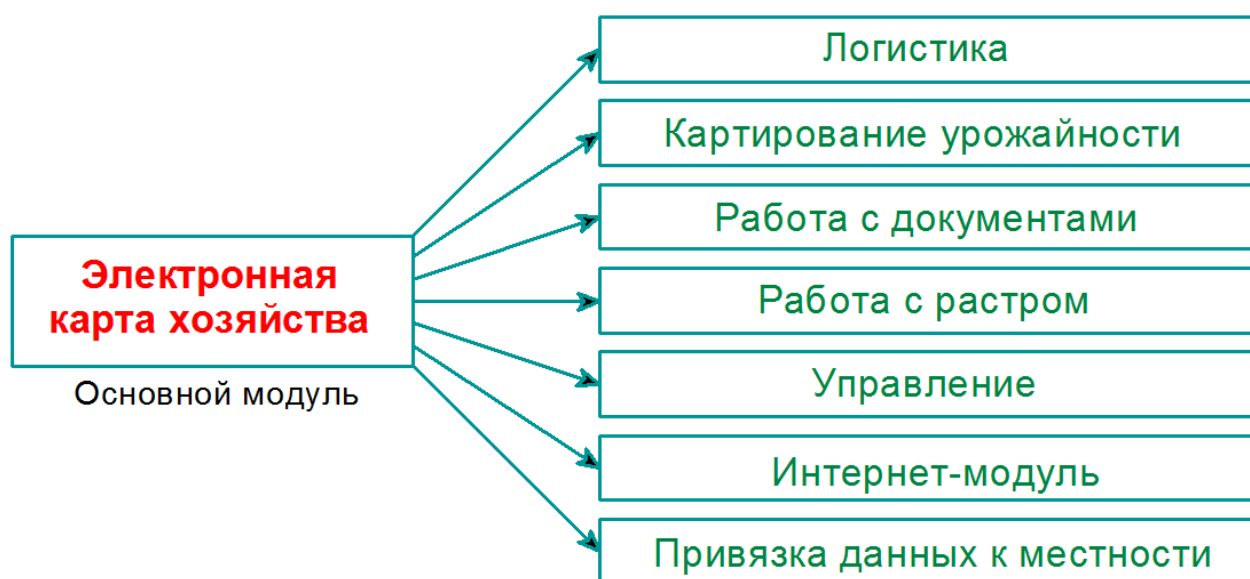 Электронная
карта хозяйства
Основной модуль
Логистика
Картирование урожайности
Работа с документами
Работа с растром
Управление
Интернет-модуль
Привязка данных к местности